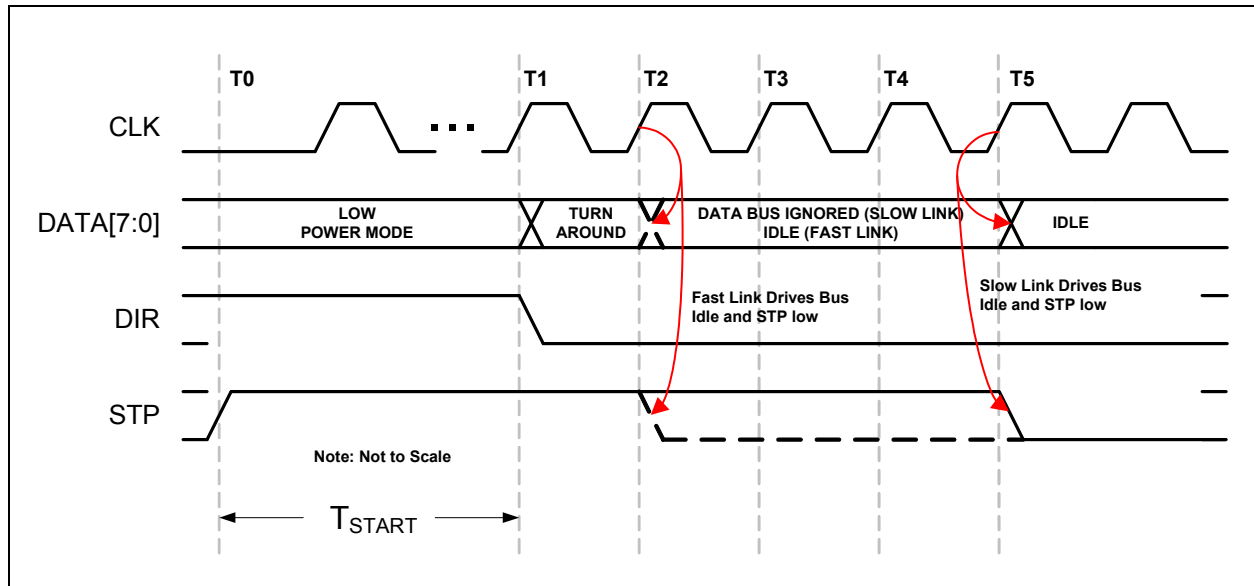 T0
T1
T2
T3
T4
T5
CLK
DATA[7:0]
LOW
POWER MODE
TURN
AROUND
DATA BUS IGNORED (SLOW LINK)
IDLE (FAST LINK)
IDLE
DIR
Fast Link Drives Bus
Idle and STP low
Slow Link Drives Bus
Idle and STP low
STP
Note: Not to Scale
TSTART